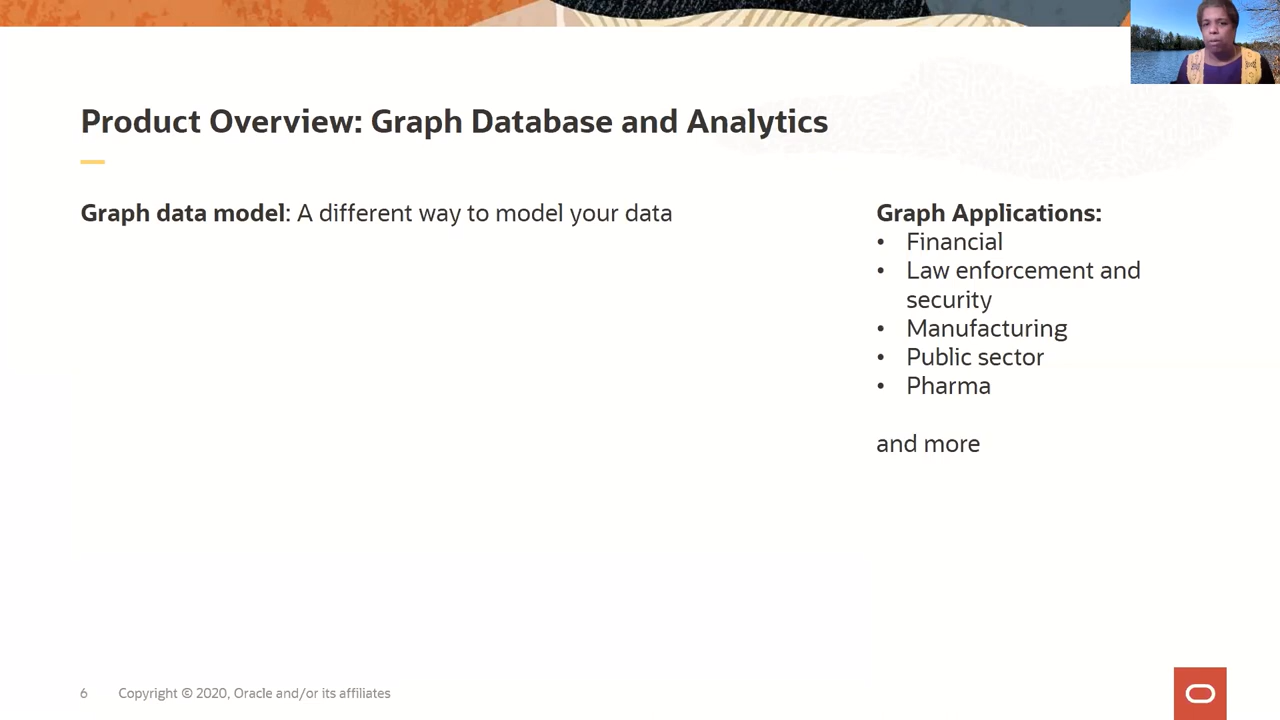 Product Overview: Graph Database and Analytics
Graph data model: A different way to model your data
Graph Applications:
• Financial
• Law enforcement and
security
• Manufacturing
• Public sector
• Pharma
and more
6 Copyright © 2020, Oracle and/or its affiliates